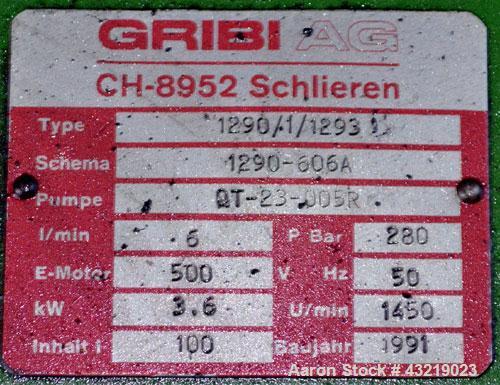 GRIBI AG
CH-8952 Schlieren
Type 1290/1/1293 1
Schema 1290-606A
Pumpe QT-23-005R
l/min 6 P Bar 280
E-Motor 500 V Hz 50
kW 3.6 U/min 1450
Inhalt l 100 Baujahr 1991
Aaron Stock # 43219023